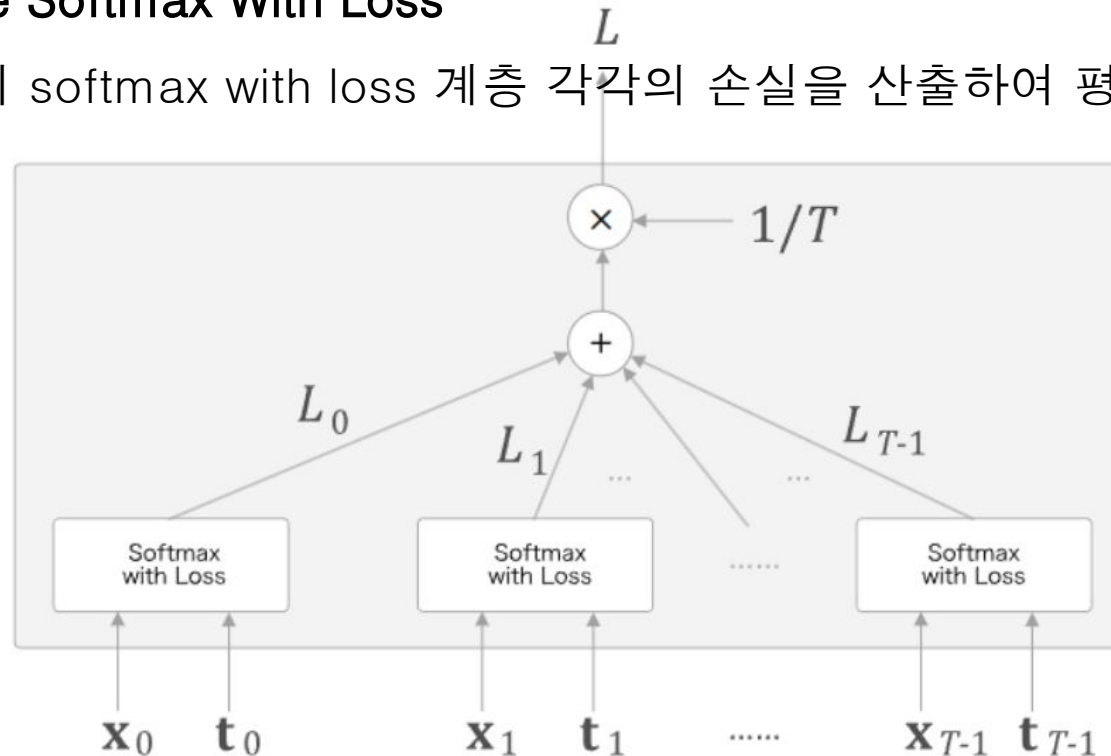 Softmax With Loss
L
softmax with loss 계층 각각의 손실을 산출하여
×
1/T
+
L0
L1
LT-1
... ...
Softmax with Loss
Softmax with Loss
......
Softmax with Loss
x0 t0 x1 t1 ...... xT-1 tT-1